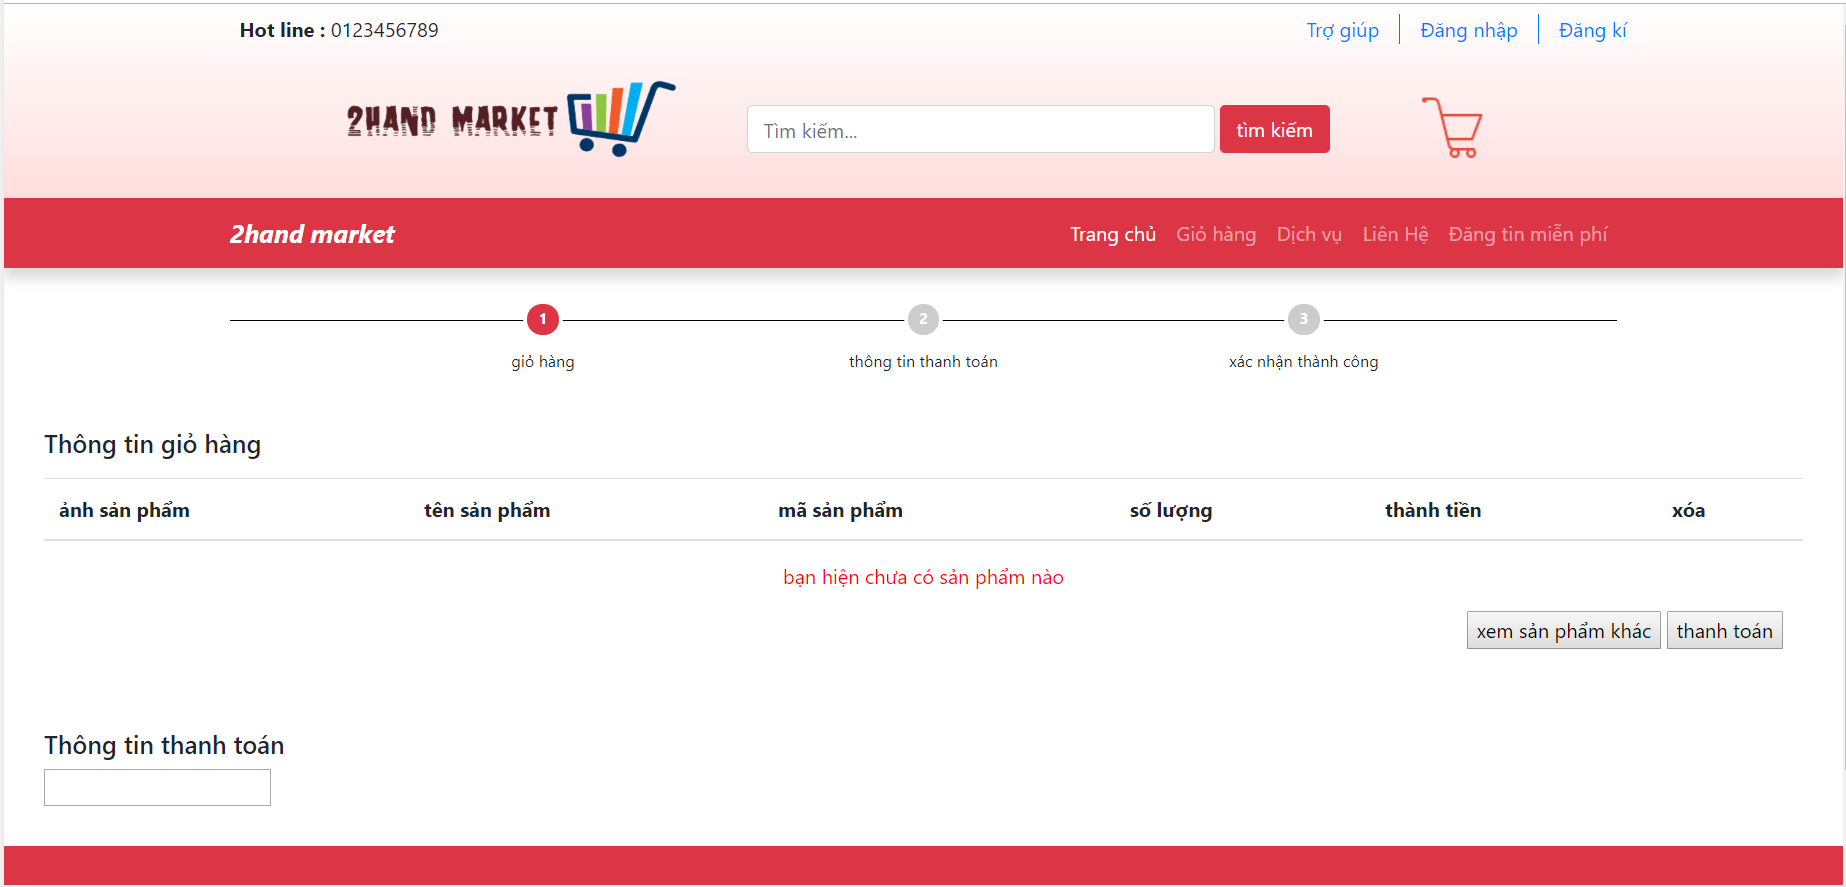 Hot line : 0123456789
Trợ giúp Đăng nhập Đăng kí
2HAND MARKET
Tìm kiếm... tìm kiếm
2hand market
Trang chủ Giỏ hàng Dịch vụ Liên Hệ Đăng tin miễn phí
1 2 3
giỏ hàng thông tin thanh toán xác nhận thành công
Thông tin giỏ hàng
ảnh sản phẩm tên sản phẩm mã sản phẩm số lượng thành tiền xóa
bạn hiện chưa có sản phẩm nào
xem sản phẩm khác thanh toán
Thông tin thanh toán